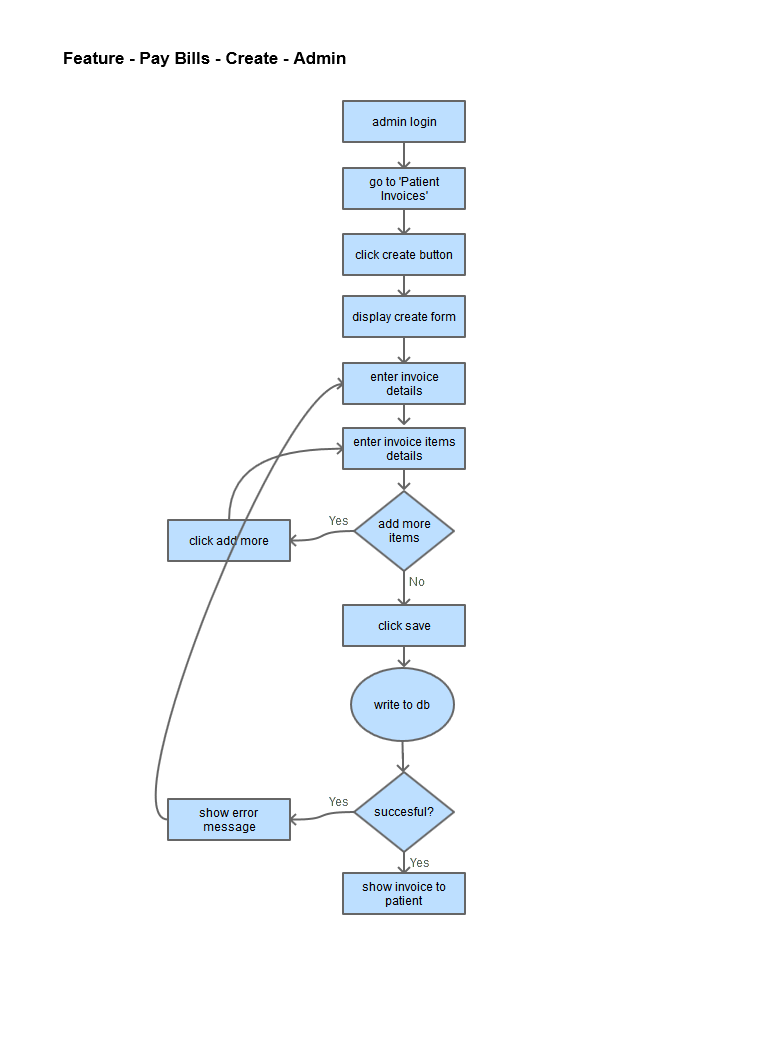 Feature - Pay Bills - Create - Admin
admin login
go to 'Patient
Invoices'
click create button
display create form
enter invoice
details
enter invoice items
details
add more
items
Yes
click add more
No
click save
write to db
succesful?
Yes
show error
message
Yes
show invoice to
patient